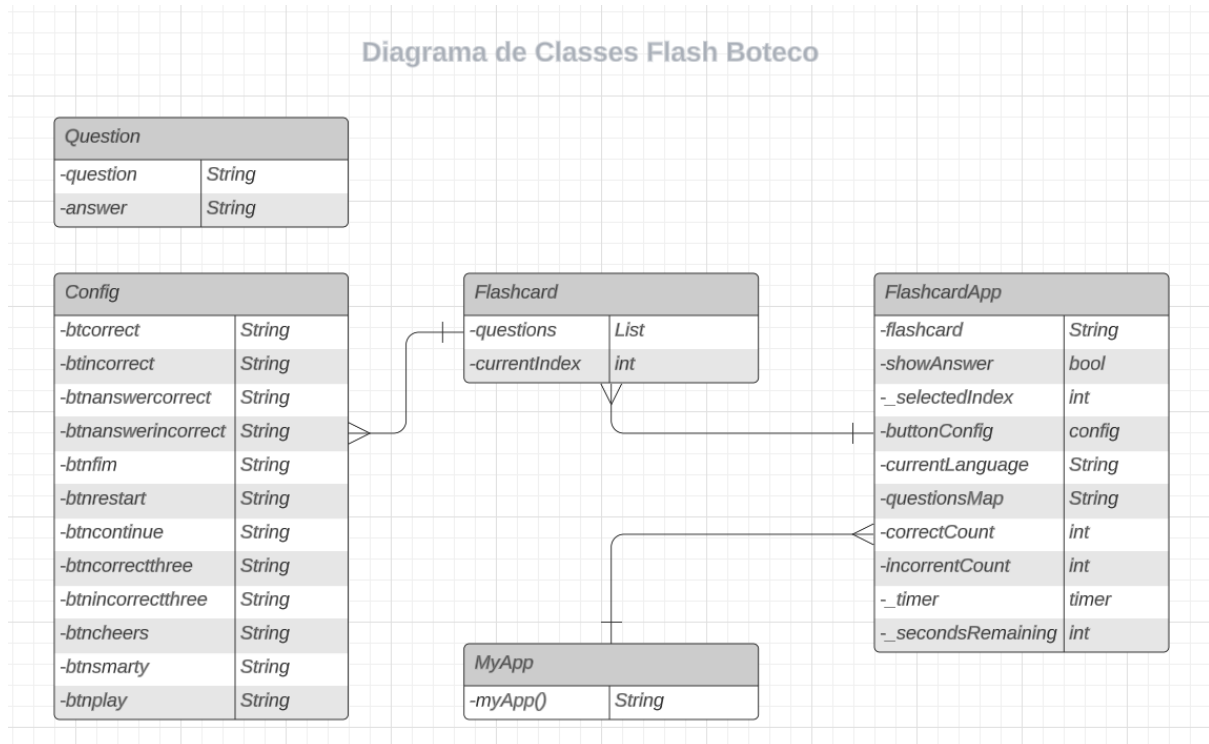 Diagrama de Classes Flash Boteco
Question
-question String
-answer String
Config
-btcorrect String
-btincorrect String
-btnanswercorrect String
-btnanswerincorrect String
-btnfim String
-btnrestart String
-btncontinue String
-btncorrectthree String
-btnincorrectthree String
-btncheers String
-btnsmarty String
-btnplay String
Flashcard
-questions List
-currentIndex int
FlashcardApp
-flashcard String
-showAnswer bool
-_selectedIndex int
-buttonConfig config
-currentLanguage String
-questionsMap String
-correctCount int
-incorrentCount int
-_timer timer
-_secondsRemaining int
MyApp
-myApp() String